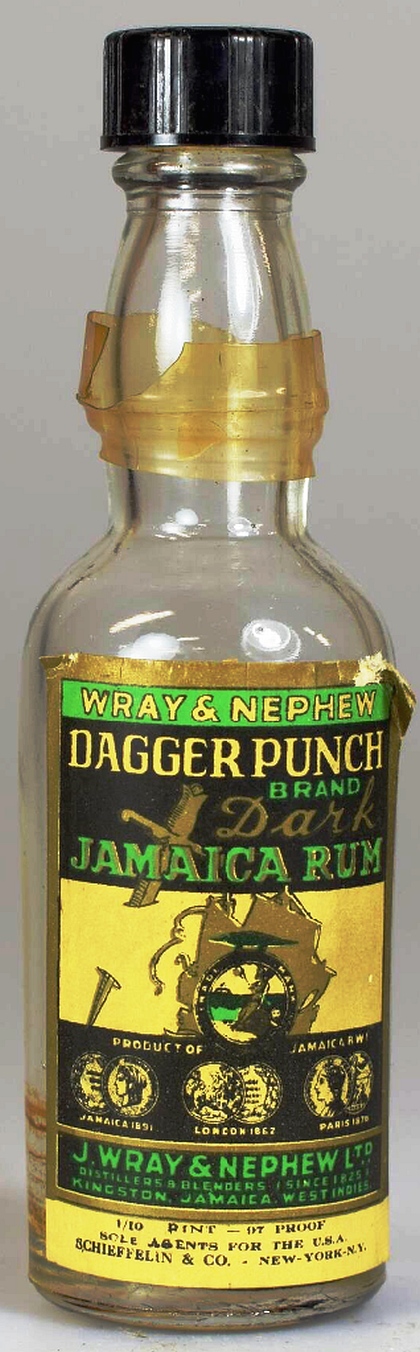 WRAY & NEPHEW
DAGGER PUNCH
BRAND
Dark
JAMAICA RUM
PRODUCT OF JAMAICA B.W.I.
JAMAICA 1891 LONDON 1862 PARIS 1878
J. WRAY & NEPHEW LTD
DISTILLERS & BLENDERS (SINCE 1825)
KINGSTON, JAMAICA, WEST INDIES
1/10 PINT — 97 PROOF
SOLE AGENTS FOR THE U.S.A.
SCHIEFFELIN & CO. - NEW-YORK-N.Y.